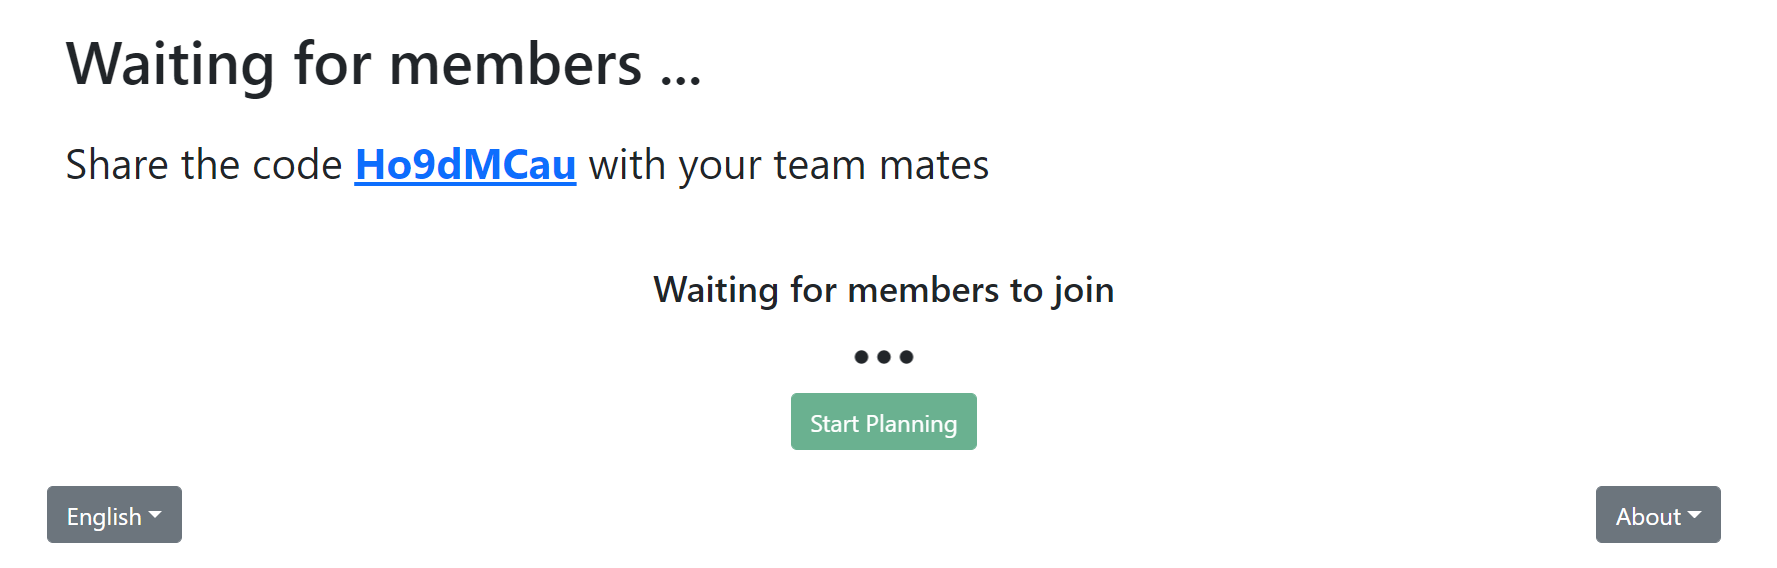 Waiting for members ...
Share the code Ho9dMCau with your team mates
Waiting for members to join
Start Planning
English
About